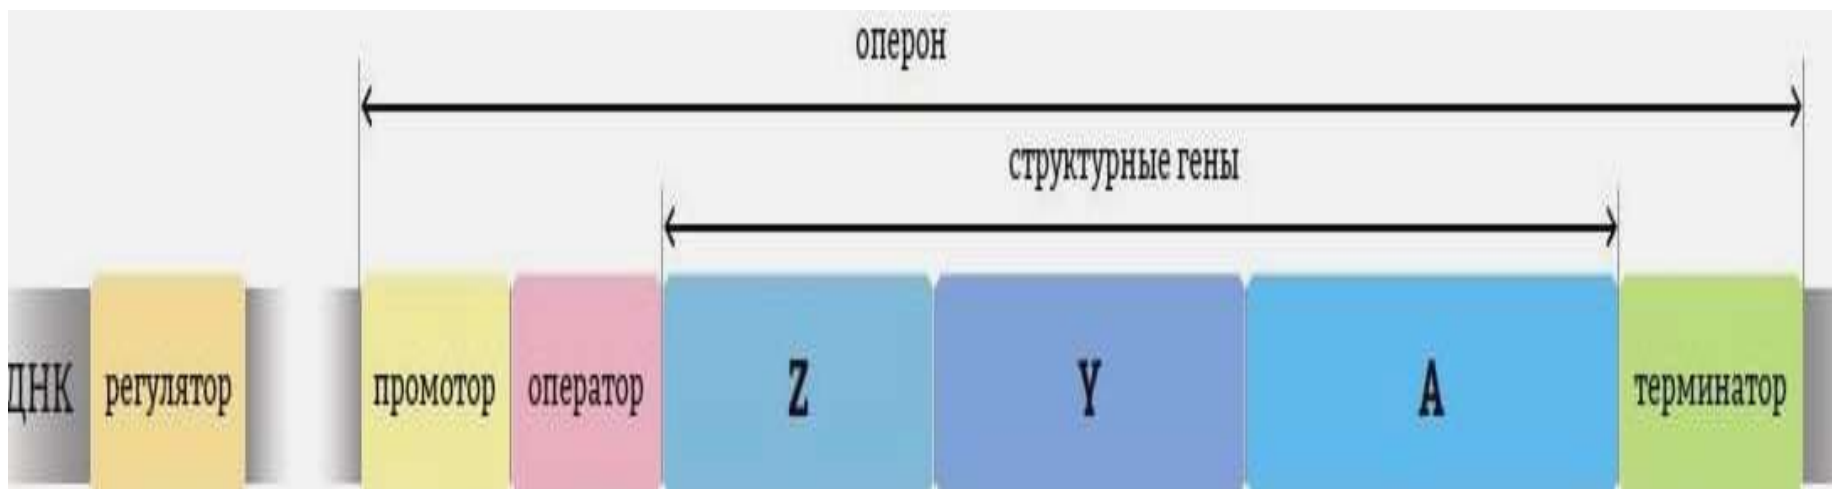 оперон
структурные гены
ДНК регулятор промотор оператор Z Y A терминатор